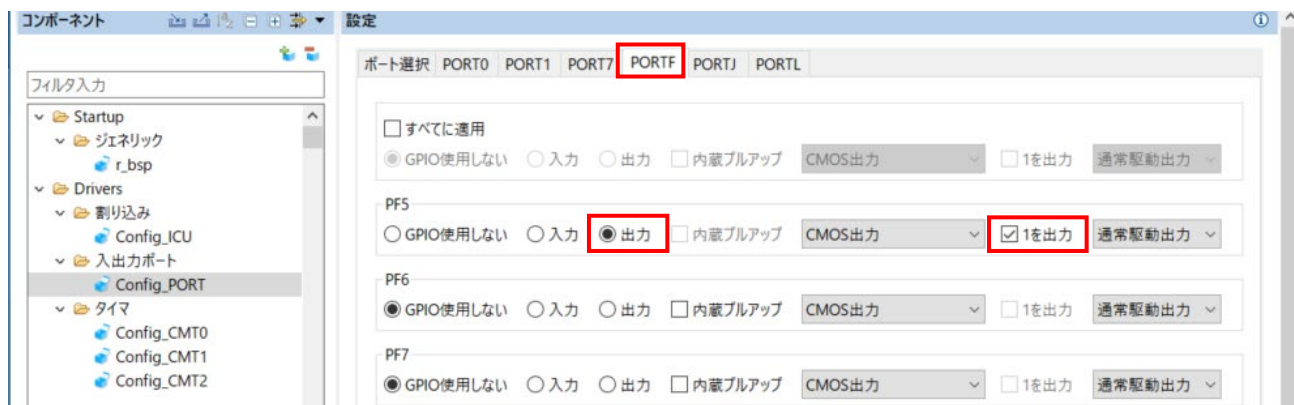 コンポーネント
設定
フィルタ入力
Startup
ジェネリック
r_bsp
Drivers
割り込み
Config_ICU
入出力ポート
Config_PORT
タイマ
Config_CMT0
Config_CMT1
Config_CMT2
ポート選択 PORT0 PORT1 PORT7 PORTF PORTJ PORTL
すべてに適用
GPIO使用しない 入力 出力 内蔵プルアップ CMOS出力 1を出力 通常駆動出力
PF5
GPIO使用しない 入力 出力 内蔵プルアップ CMOS出力 1を出力 通常駆動出力
PF6
GPIO使用しない 入力 出力 内蔵プルアップ CMOS出力 1を出力 通常駆動出力
PF7
GPIO使用しない 入力 出力 内蔵プルアップ CMOS出力 1を出力 通常駆動出力